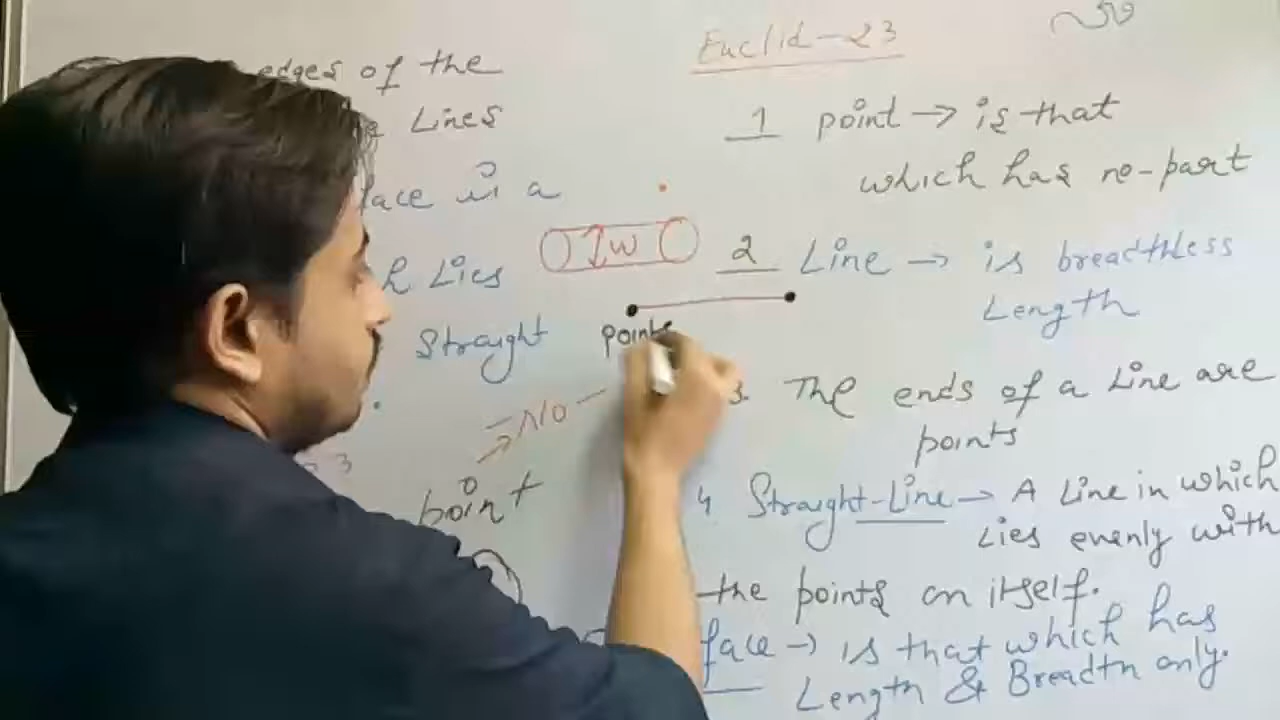 edges of the
Lines
face is a
Lies
Straight
Euclid-23
1 point → is that
which has no-part
W
2 Line → is breadthless
Length
points
3. The ends of a Line are
points
→ No -
point
4 Straight-Line → A Line in which
Lies evenly with
the points on itself.
face → is that which has
Length & Breadth only.